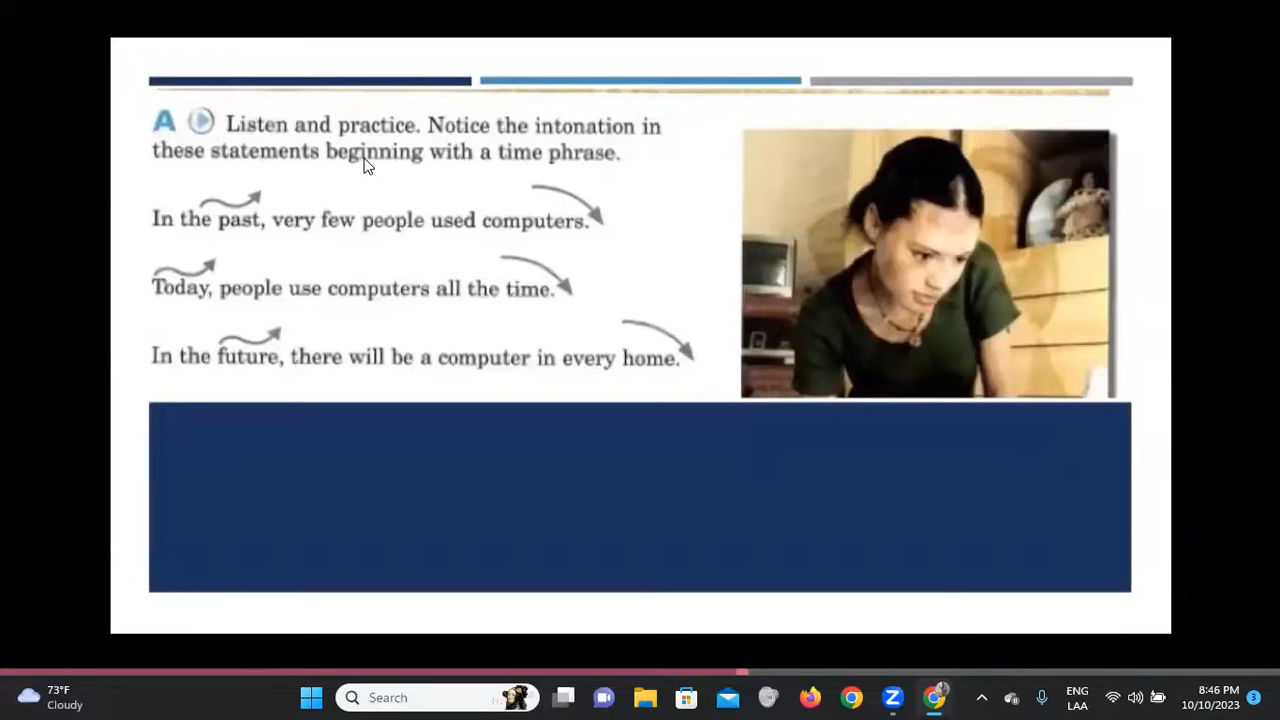 A Listen and practice. Notice the intonation in
these statements beginning with a time phrase.
In the past, very few people used computers.
Today, people use computers all the time.
In the future, there will be a computer in every home.
73°F
Cloudy
Search
ENG
LAA
8:46 PM
10/10/2023
3